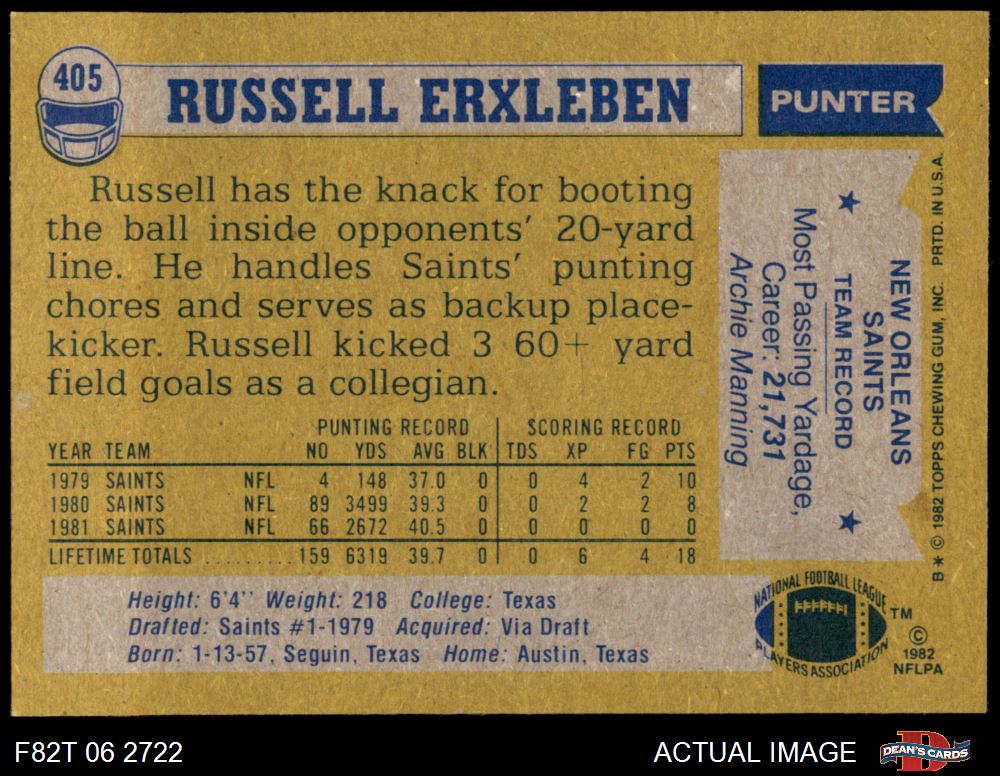 405
RUSSELL ERXLEBEN
PUNTER
Russell has the knack for booting
the ball inside opponents' 20-yard
line. He handles Saints' punting
chores and serves as backup place-
kicker. Russell kicked 3 60+ yard
field goals as a collegian.
PUNTING RECORD SCORING RECORD
YEAR TEAM NO YDS AVG BLK TDS XP FG PTS
1979 SAINTS NFL 4 148 37.0 0 0 4 2 10
1980 SAINTS NFL 89 3499 39.3 0 0 2 2 8
1981 SAINTS NFL 66 2672 40.5 0 0 0 0 0
LIFETIME TOTALS .......... 159 6319 39.7 0 0 6 4 18
Height: 6'4'' Weight: 218 College: Texas
Drafted: Saints #1-1979 Acquired: Via Draft
Born: 1-13-57, Seguin, Texas Home: Austin, Texas
NEW ORLEANS
SAINTS
TEAM RECORD
Most Passing Yardage,
Career: 21,731
Archie Manning
B* © 1982 TOPPS CHEWING GUM, INC. PRTD. IN U.S.A.
NATIONAL FOOTBALL LEAGUE
PLAYERS ASSOCIATION
TM
©
1982
NFLPA
F82T 06 2722
ACTUAL IMAGE
D
DEAN'S CARDS